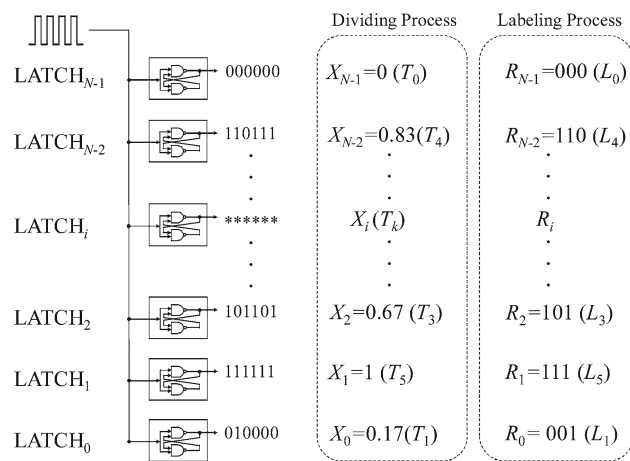 Dividing Process Labeling Process
LATCH_{N-1} 000000 X_{N-1}=0 (T_0) R_{N-1}=000 (L_0)
LATCH_{N-2} 110111 X_{N-2}=0.83(T_4) R_{N-2}=110 (L_4)
LATCH_i ****** X_i (T_k) R_i
LATCH_2 101101 X_2=0.67 (T_3) R_2=101 (L_3)
LATCH_1 111111 X_1=1 (T_5) R_1=111 (L_5)
LATCH_0 010000 X_0=0.17(T_1) R_0= 001 (L_1)